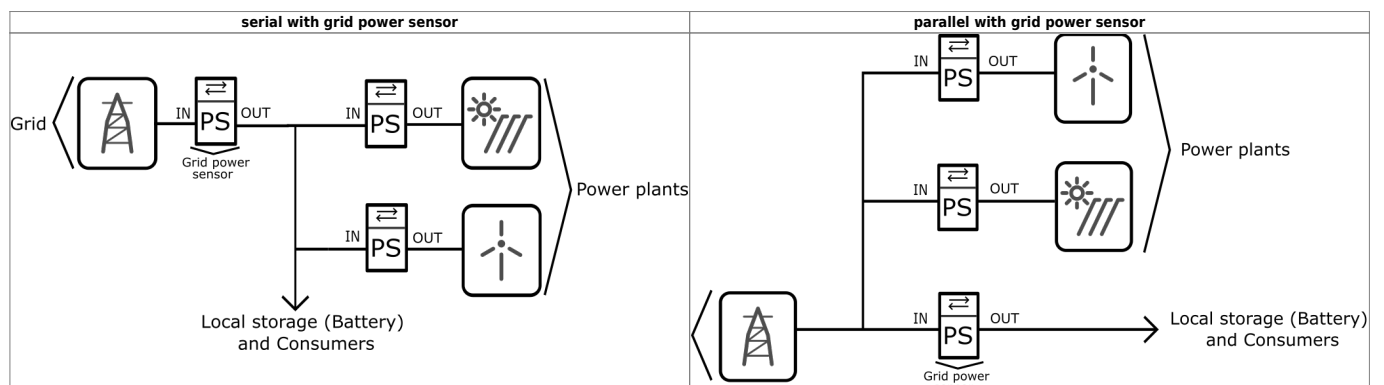 serial with grid power sensor
parallel with grid power sensor
Grid
IN
PS
OUT
Grid power
sensor
IN
PS
OUT
IN
PS
OUT
Power plants
Local storage (Battery)
and Consumers
IN
PS
OUT
IN
PS
OUT
Power plants
IN
PS
OUT
Grid power
Local storage (Battery)
and Consumers